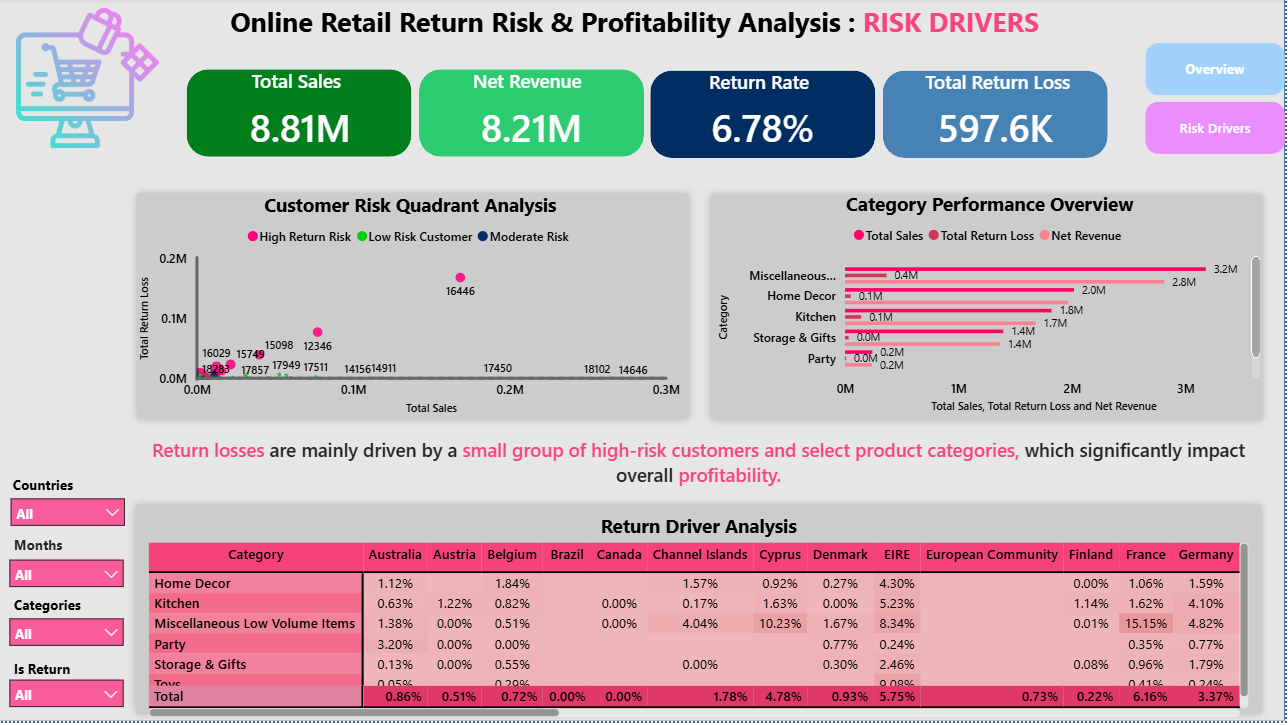 Online Retail Return Risk & Profitability Analysis : RISK DRIVERS
Total Sales
8.81M
Net Revenue
8.21M
Return Rate
6.78%
Total Return Loss
597.6K
Overview
Risk Drivers
Customer Risk Quadrant Analysis
High Return Risk Low Risk Customer Moderate Risk
Total Return Loss
0.2M
0.1M
0.0M
16446
12346
15098
16029
15749
18283
17857
17949
17511
14156
14911
17450
18102
14646
0.0M 0.1M 0.2M 0.3M
Total Sales
Category Performance Overview
Total Sales Total Return Loss Net Revenue
Category
Miscellaneous... 3.2M 0.4M 2.8M
Home Decor 2.0M 0.1M
Kitchen 1.8M 0.1M 1.7M
Storage & Gifts 1.4M 0.0M 1.4M
Party 0.2M 0.0M 0.2M
0M 1M 2M 3M
Total Sales, Total Return Loss and Net Revenue
Return losses are mainly driven by a small group of high-risk customers and select product categories, which significantly impact
overall profitability.
Countries
All
Months
All
Categories
All
Is Return
All
Return Driver Analysis
Category Australia Austria Belgium Brazil Canada Channel Islands Cyprus Denmark EIRE European Community Finland France Germany
Home Decor 1.12% 1.84% 1.57% 0.92% 0.27% 4.30% 0.00% 1.06% 1.59%
Kitchen 0.63% 1.22% 0.82% 0.00% 0.17% 1.63% 0.00% 5.23% 1.14% 1.62% 4.10%
Miscellaneous Low Volume Items 1.38% 0.00% 0.51% 0.00% 4.04% 10.23% 1.67% 8.34% 0.01% 15.15% 4.82%
Party 3.20% 0.00% 0.00% 0.77% 0.24% 0.35% 0.77%
Storage & Gifts 0.13% 0.00% 0.55% 0.00% 0.30% 2.46% 0.08% 0.96% 1.79%
Toys 0.05% 0.29% 9.08% 0.41% 0.24%
Total 0.86% 0.51% 0.72% 0.00% 0.00% 1.78% 4.78% 0.93% 5.75% 0.73% 0.22% 6.16% 3.37%